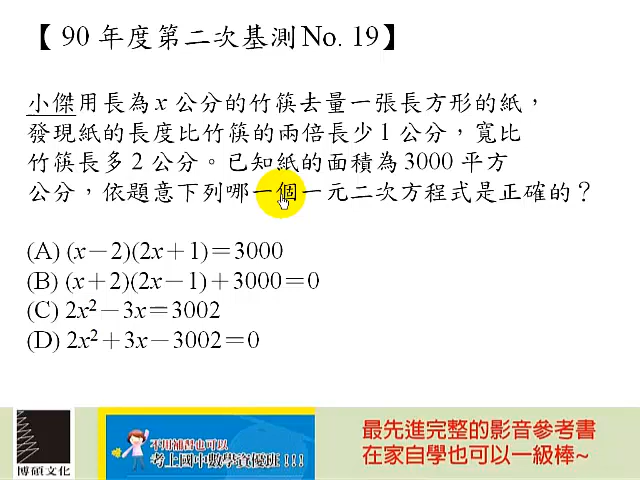 【90 年度第二次基測 No. 19】
小傑用長為 x 公分的竹筷去量一張長方形的紙，
發現紙的長度比竹筷的兩倍長少 1 公分，寬比
竹筷長多 2 公分。已知紙的面積為 3000 平方
公分，依題意下列哪一個一元二次方程式是正確的？
(A) (x－2)(2x＋1)＝3000
(B) (x＋2)(2x－1)＋3000＝0
(C) 2x²－3x＝3002
(D) 2x²＋3x－3002＝0
博碩文化
不用補習也可以
考上國中數學資優班!!!
最先進完整的影音參考書
在家自學也可以一級棒~